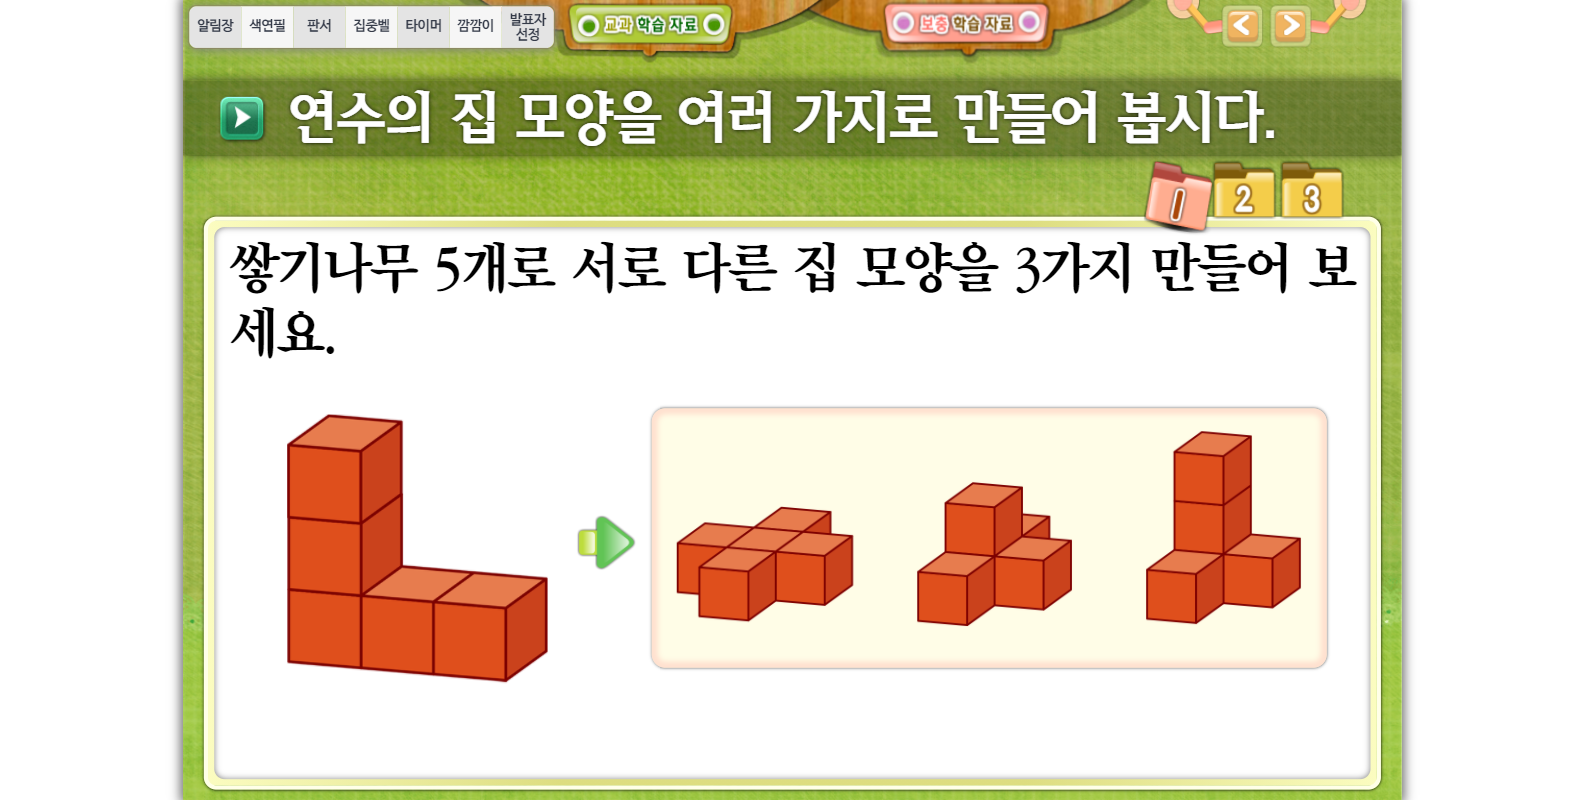 알림장 색연필 판서 집중벨 타이머 깜깜이 발표자
선정
교과 학습 자료 보충 학습 자료
연수의 집 모양을 여러 가지로 만들어 봅시다.
1 2 3
쌓기나무 5개로 서로 다른 집 모양을 3가지 만들어 보
세요.